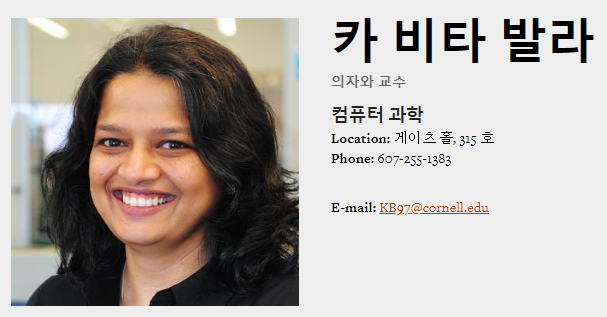 카 비타 발라
의자와 교수
컴퓨터 과학
Location: 게이츠 홀, 315 호
Phone: 607-255-1383
E-mail: KB97@cornell.edu